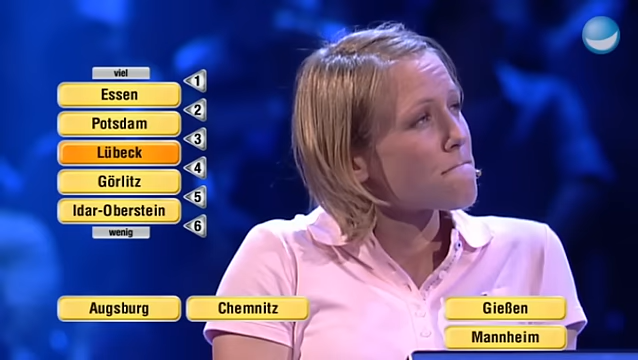 viel
1
Essen
2
Potsdam
3
Lübeck
4
Görlitz
5
Idar-Oberstein
6
wenig
Augsburg Chemnitz Gießen
Mannheim